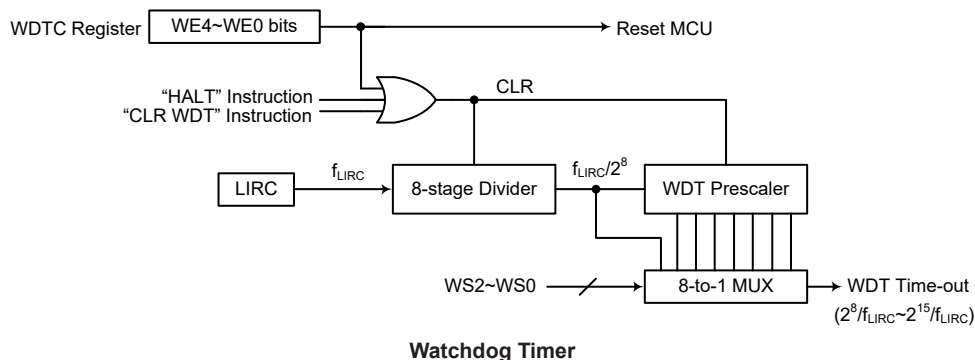 WDTC Register WE4~WE0 bits Reset MCU
CLR
“HALT” Instruction
“CLR WDT” Instruction
fLIRC fLIRC/2⁸
LIRC 8-stage Divider WDT Prescaler
WS2~WS0 8-to-1 MUX WDT Time-out
(2⁸/fLIRC~2¹⁵/fLIRC)
Watchdog Timer